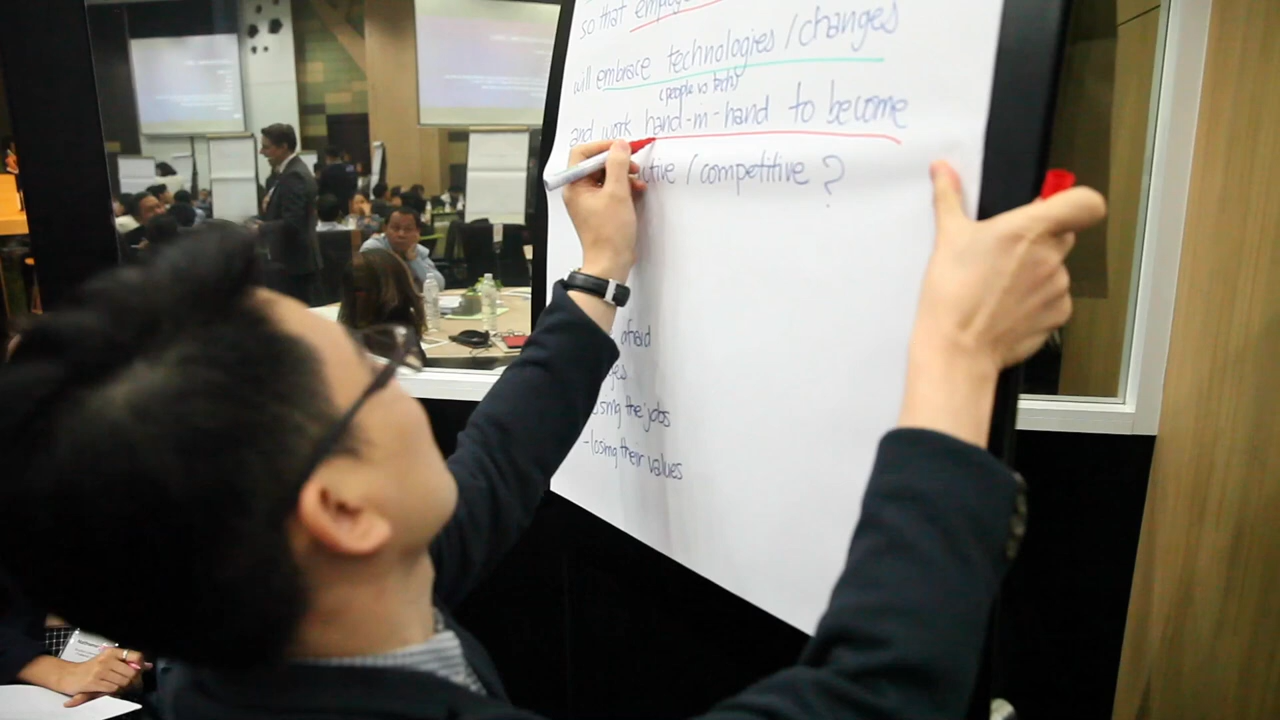 so that
will embrace technologies / changes
(people vs tech)
and work hand-in-hand to become
/ competitive ?
afraid
the jobs
- losing their values